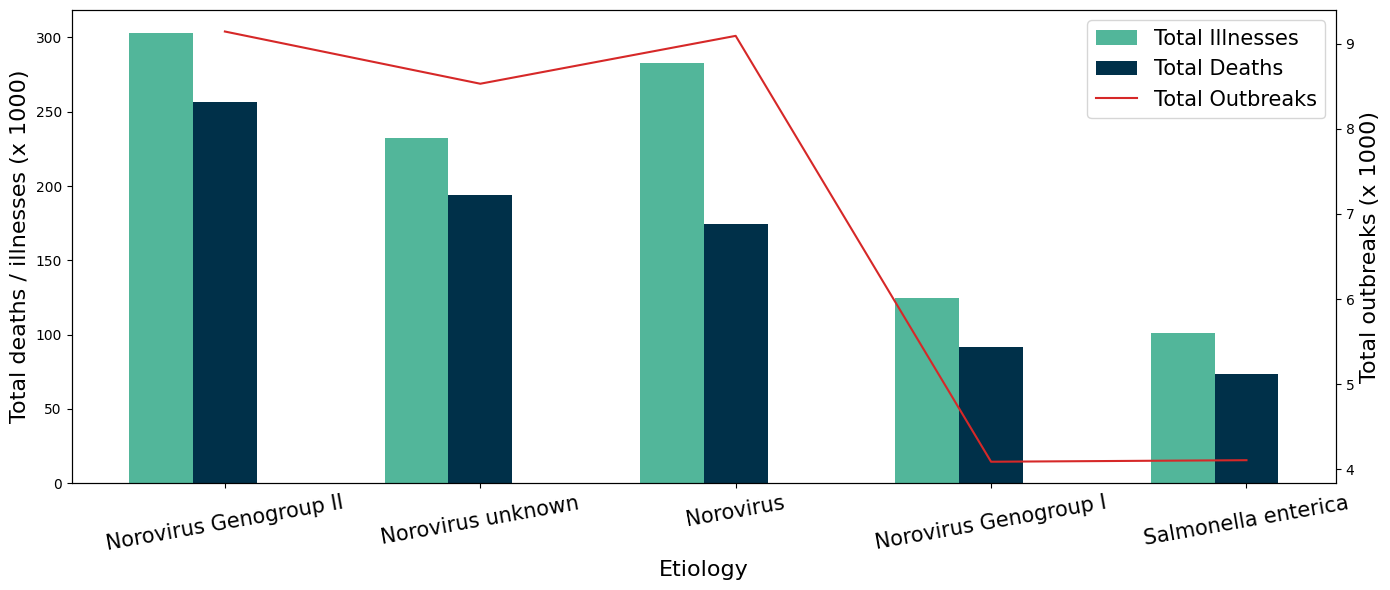 Total deaths / illnesses (x 1000)
300
250
200
150
100
50
0
Total Illnesses
Total Deaths
Total Outbreaks
9
8
7
6
5
4
Total outbreaks (x 1000)
Norovirus Genogroup II
Norovirus unknown
Norovirus
Norovirus Genogroup I
Salmonella enterica
Etiology